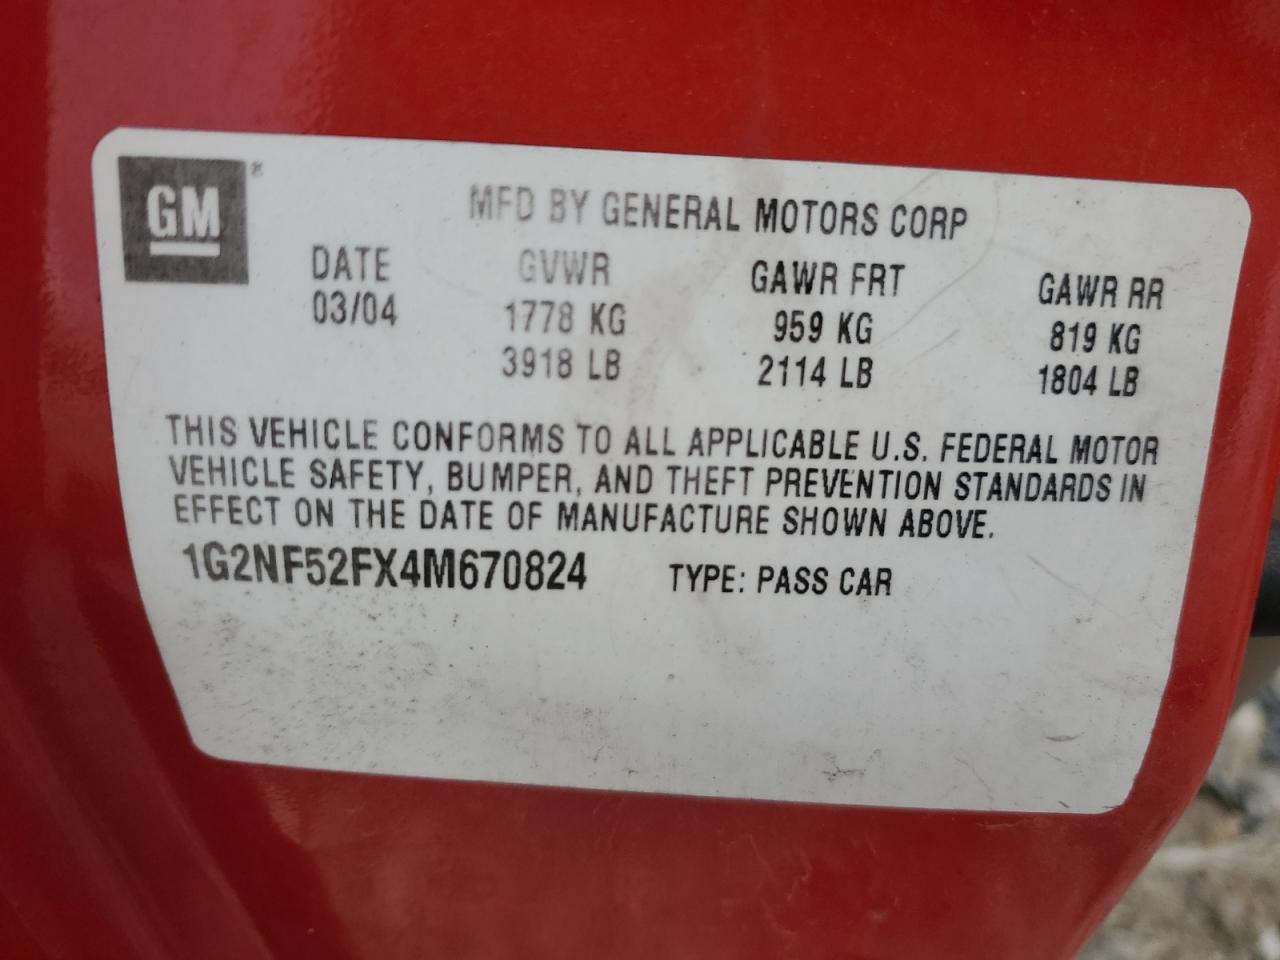 GM ®
MFD BY GENERAL MOTORS CORP
DATE GVWR GAWR FRT GAWR RR
03/04 1778 KG 959 KG 819 KG
3918 LB 2114 LB 1804 LB
THIS VEHICLE CONFORMS TO ALL APPLICABLE U.S. FEDERAL MOTOR
VEHICLE SAFETY, BUMPER, AND THEFT PREVENTION STANDARDS IN
EFFECT ON THE DATE OF MANUFACTURE SHOWN ABOVE.
1G2NF52FX4M670824 TYPE: PASS CAR